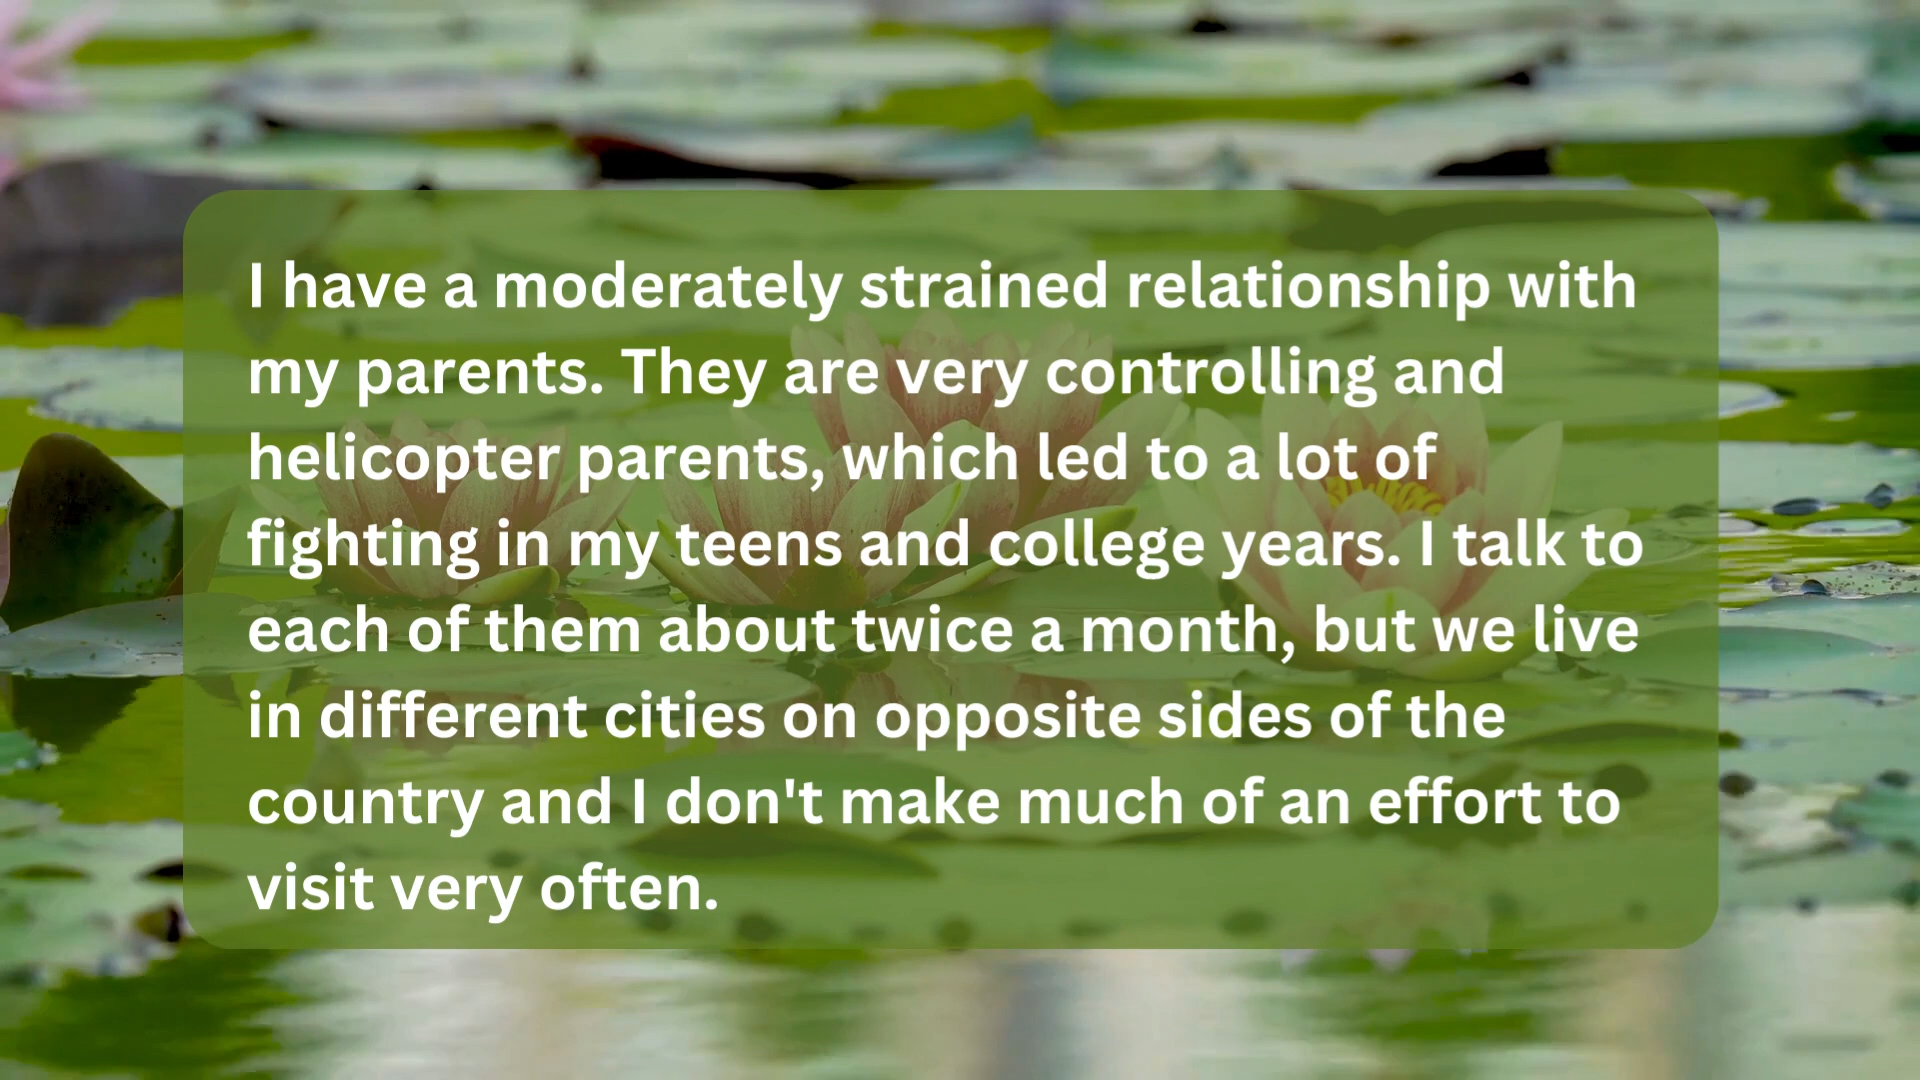 I have a moderately strained relationship with
my parents. They are very controlling and
helicopter parents, which led to a lot of
fighting in my teens and college years. I talk to
each of them about twice a month, but we live
in different cities on opposite sides of the
country and I don't make much of an effort to
visit very often.